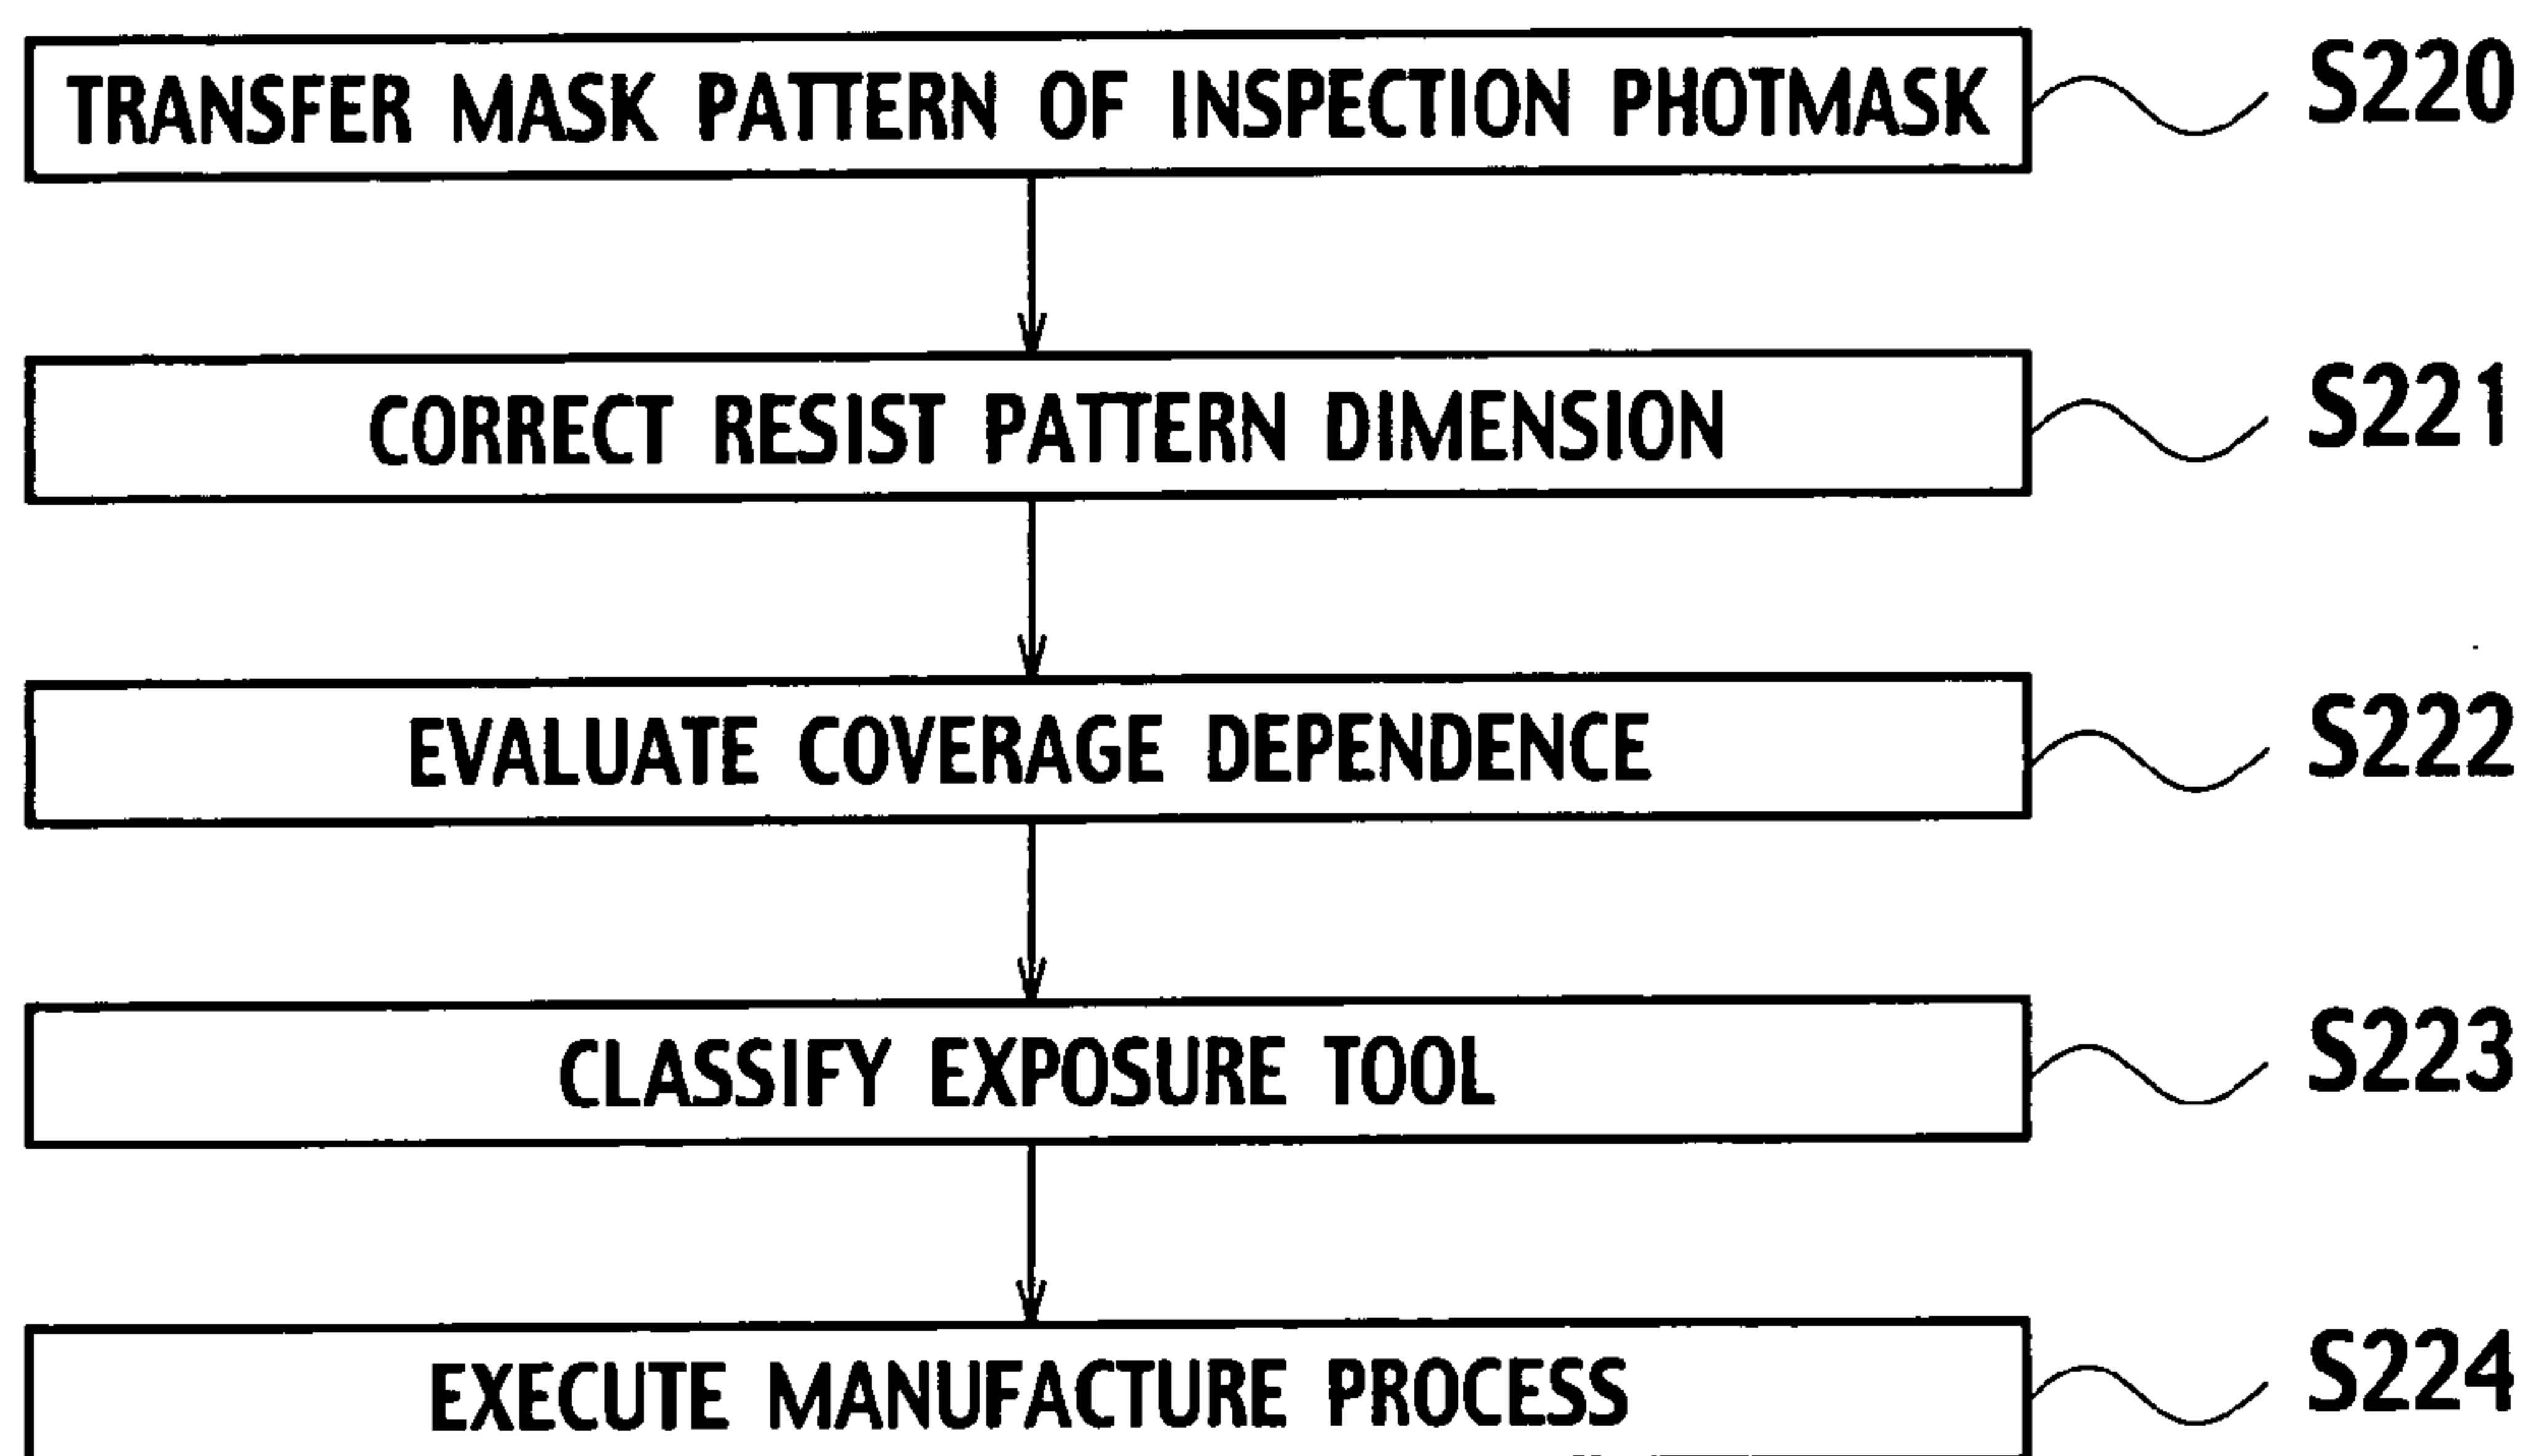 TRANSFER MASK PATTERN OF INSPECTION PHOTMASK S220
CORRECT RESIST PATTERN DIMENSION S221
EVALUATE COVERAGE DEPENDENCE S222
CLASSIFY EXPOSURE TOOL S223
EXECUTE MANUFACTURE PROCESS S224